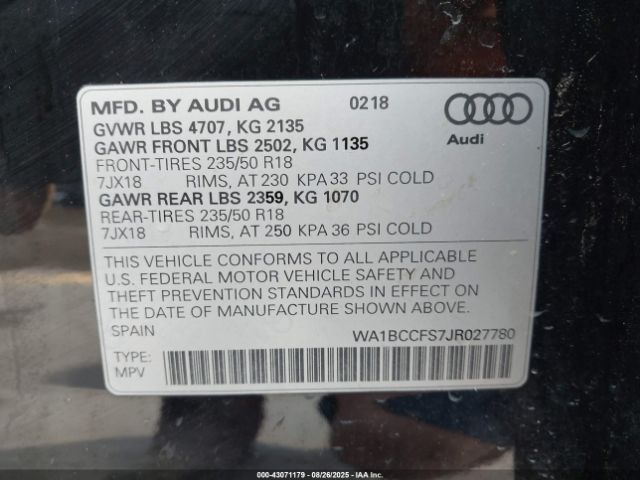 MFD. BY AUDI AG 0218
GVWR LBS 4707, KG 2135
GAWR FRONT LBS 2502, KG 1135
FRONT-TIRES 235/50 R18
7JX18 RIMS, AT 230 KPA 33 PSI COLD
GAWR REAR LBS 2359, KG 1070
REAR-TIRES 235/50 R18
7JX18 RIMS, AT 250 KPA 36 PSI COLD
Audi
THIS VEHICLE CONFORMS TO ALL APPLICABLE
U.S. FEDERAL MOTOR VEHICLE SAFETY AND
THEFT PREVENTION STANDARDS IN EFFECT ON
THE DATE OF MANUFACTURE SHOWN ABOVE.
SPAIN WA1BCCFS7JR027780
TYPE:
MPV
000-43071179 - 08/26/2025 - COPYRIGHT IAA, LLC.